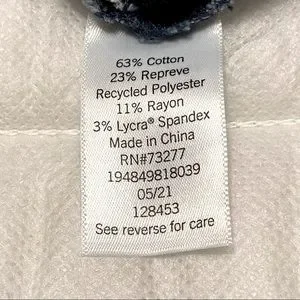 63% Cotton
23% Repreve
Recycled Polyester
11% Rayon
3% Lycra® Spandex
Made in China
RN#73277
194849818039
05/21
128453
See reverse for care